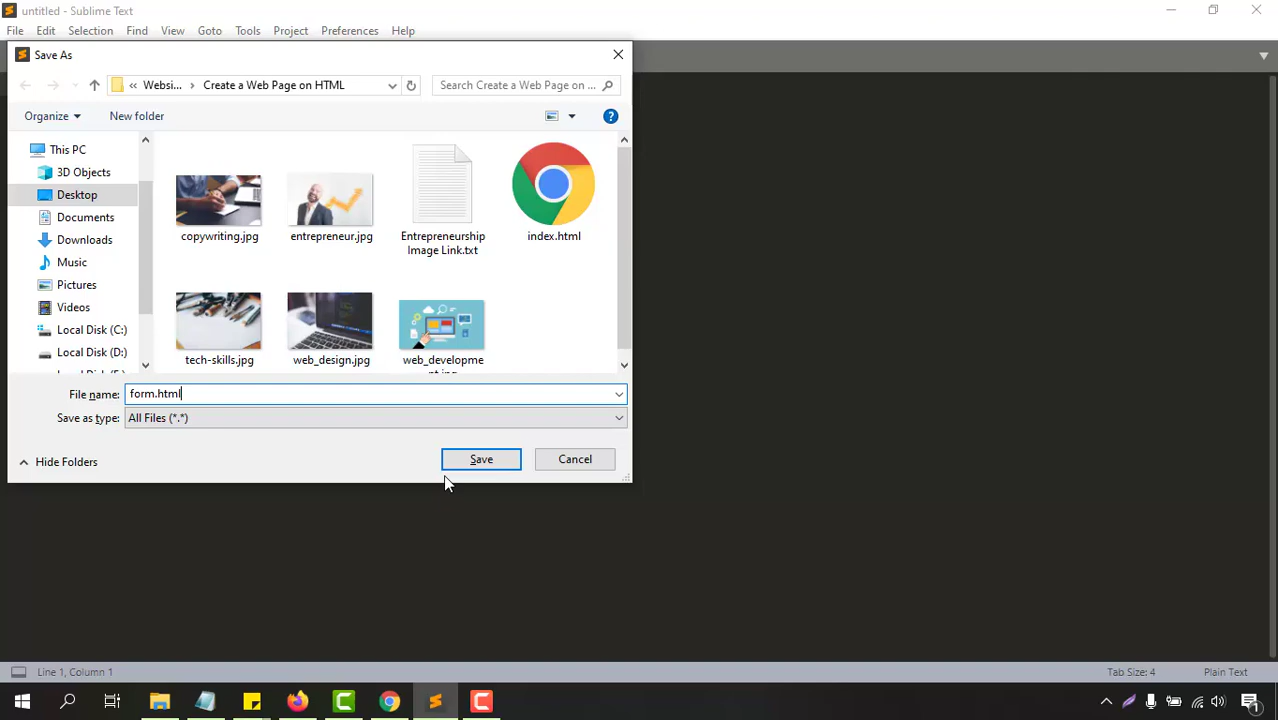 untitled - Sublime Text
File Edit Selection Find View Goto Tools Project Preferences Help
Save As
« Websi... Create a Web Page on HTML
Search Create a Web Page on ...
Organize New folder
This PC
3D Objects
Desktop
Documents
Downloads
Music
Pictures
Videos
Local Disk (C:)
Local Disk (D:)
copywriting.jpg
entrepreneur.jpg
Entrepreneurship
Image Link.txt
index.html
tech-skills.jpg
web_design.jpg
web_developme
nt.jpg
File name: form.html
Save as type: All Files (*.*)
Hide Folders
Save Cancel
Line 1, Column 1
Tab Size: 4 Plain Text
1